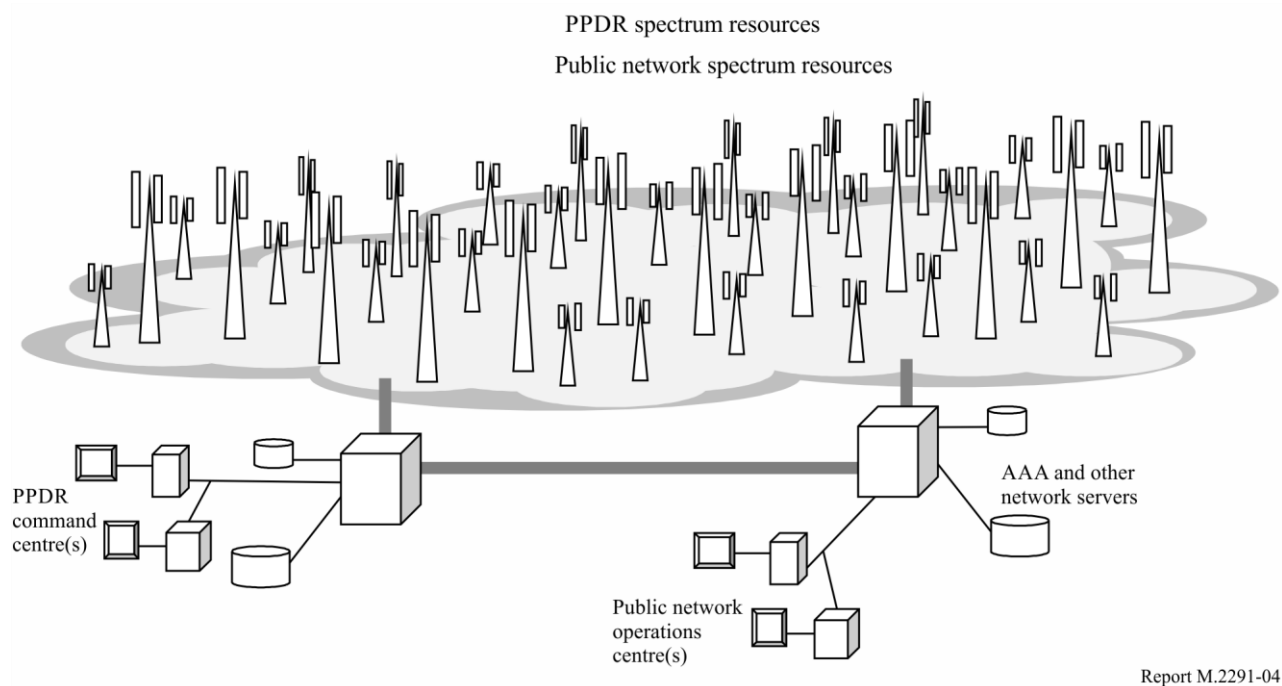 PPDR spectrum resources
Public network spectrum resources
PPDR
command
centre(s)
AAA and other
network servers
Public network
operations
centre(s)
Report M.2291-04